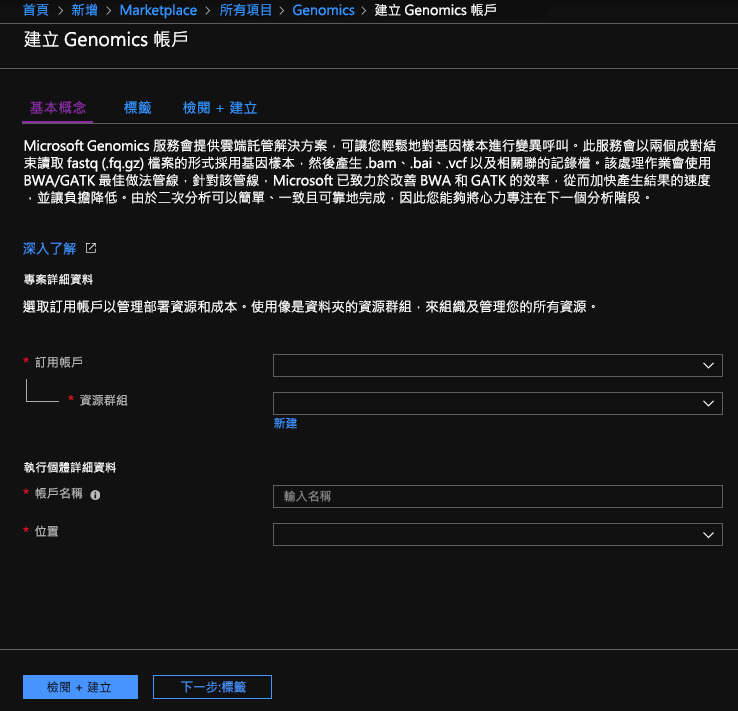 首頁 > 新增 > Marketplace > 所有項目 > Genomics > 建立 Genomics 帳戶
建立 Genomics 帳戶
基本概念 標籤 檢閱 + 建立
Microsoft Genomics 服務會提供雲端託管解決方案，可讓您輕鬆地對基因樣本進行變異呼叫。此服務會以兩個成對結
束讀取 fastq (.fq.gz) 檔案的形式採用基因樣本，然後產生 .bam、.bai、.vcf 以及相關聯的記錄檔。該處理作業會使用
BWA/GATK 最佳做法管線，針對該管線，Microsoft 已致力於改善 BWA 和 GATK 的效率，從而加快產生結果的速度
，並讓負擔降低。由於二次分析可以簡單、一致且可靠地完成，因此您能夠將心力專注在下一個分析階段。
深入了解
專案詳細資料
選取訂用帳戶以管理部署資源和成本。使用像是資料夾的資源群組，來組織及管理您的所有資源。
* 訂用帳戶
* 資源群組
新建
執行個體詳細資料
* 帳戶名稱
輸入名稱
* 位置
檢閱 + 建立 下一步:標籤